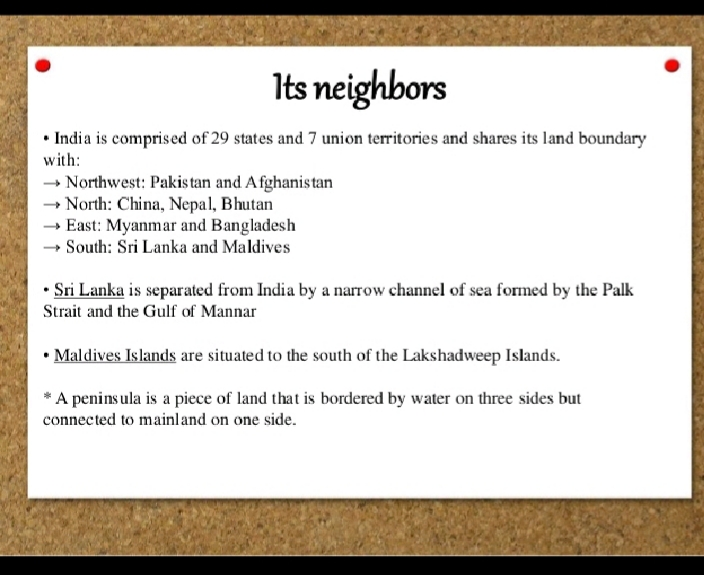 Its neighbors
• India is comprised of 29 states and 7 union territories and shares its land boundary
with:
→ Northwest: Pakistan and Afghanistan
→ North: China, Nepal, Bhutan
→ East: Myanmar and Bangladesh
→ South: Sri Lanka and Maldives
• Sri Lanka is separated from India by a narrow channel of sea formed by the Palk
Strait and the Gulf of Mannar
• Maldives Islands are situated to the south of the Lakshadweep Islands.
* A peninsula is a piece of land that is bordered by water on three sides but
connected to mainland on one side.